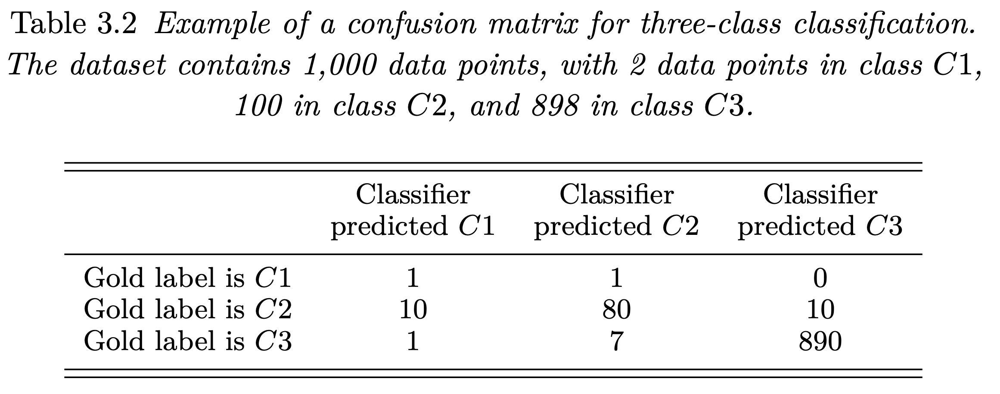 Table 3.2 Example of a confusion matrix for three-class classification.
The dataset contains 1,000 data points, with 2 data points in class C1,
100 in class C2, and 898 in class C3.
Classifier Classifier Classifier
predicted C1 predicted C2 predicted C3
Gold label is C1 1 1 0
Gold label is C2 10 80 10
Gold label is C3 1 7 890